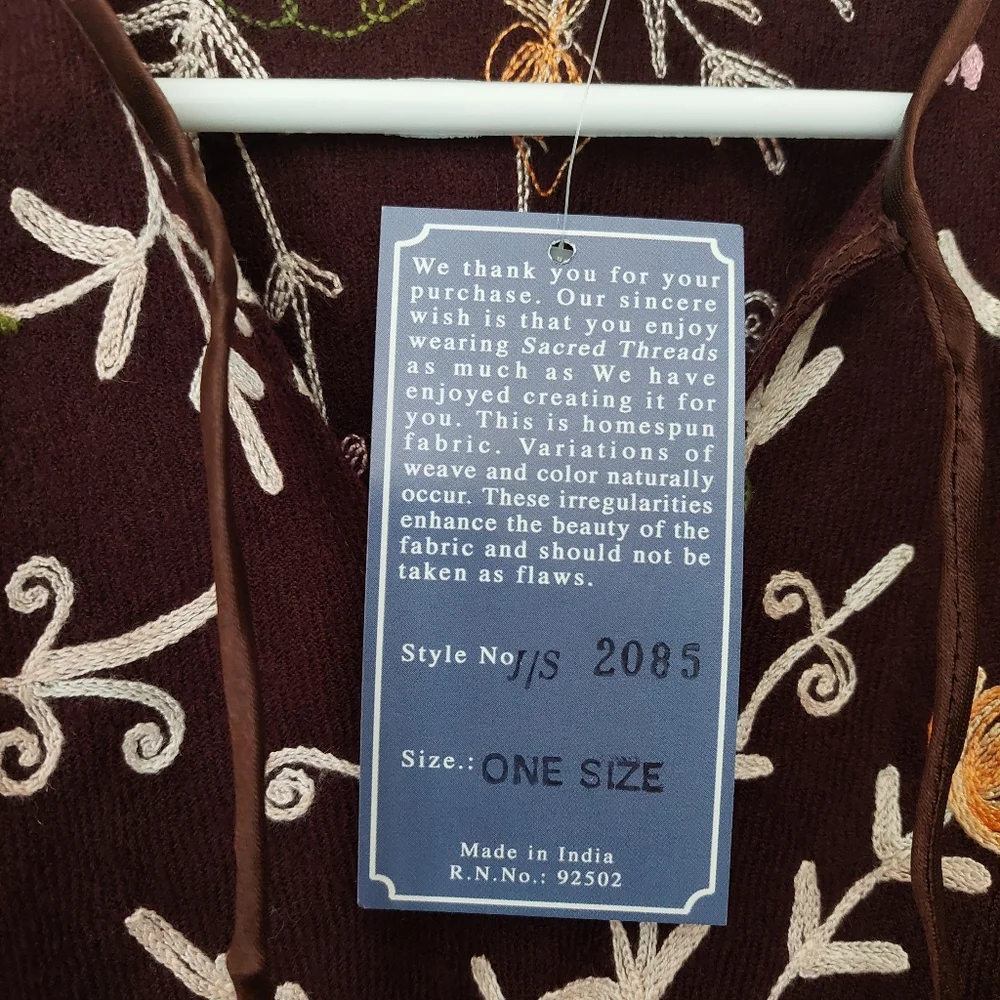 We thank you for your
purchase. Our sincere
wish is that you enjoy
wearing Sacred Threads
as much as We have
enjoyed creating it for
you. This is homespun
fabric. Variations of
weave and color naturally
occur. These irregularities
enhance the beauty of the
fabric and should not be
taken as flaws.
Style No J/S 2085
Size.: ONE SIZE
Made in India
R.N.No.: 92502